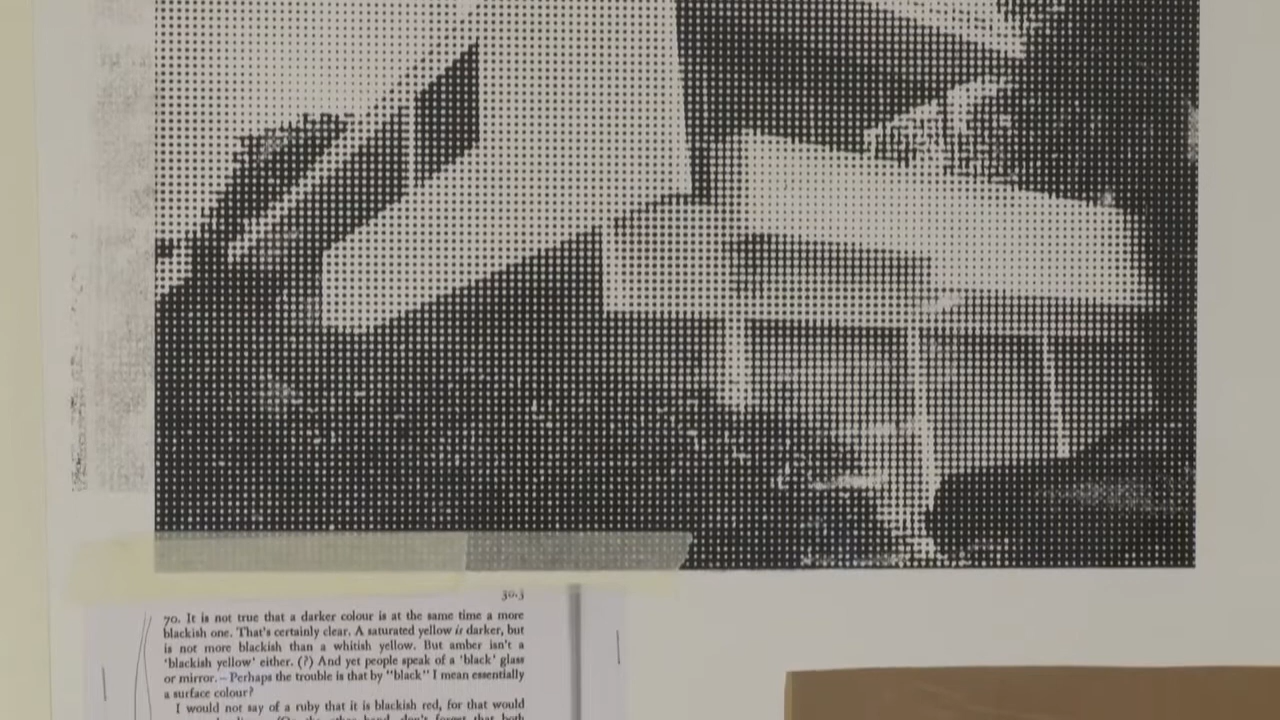 30.3
70. It is not true that a darker colour is at the same time a more
blackish one. That's certainly clear. A saturated yellow is darker, but
is not more blackish than a whitish yellow. But amber isn't a
'blackish yellow' either. (?) And yet people speak of a 'black' glass
or mirror. – Perhaps the trouble is that by "black" I mean essentially
a surface colour?
I would not say of a ruby that it is blackish red, for that would